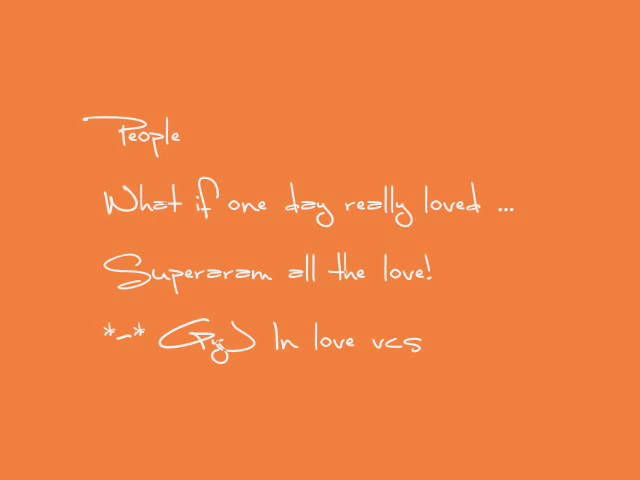 People
What if one day really loved ...
Superaram all the love!
*-* In love vcs